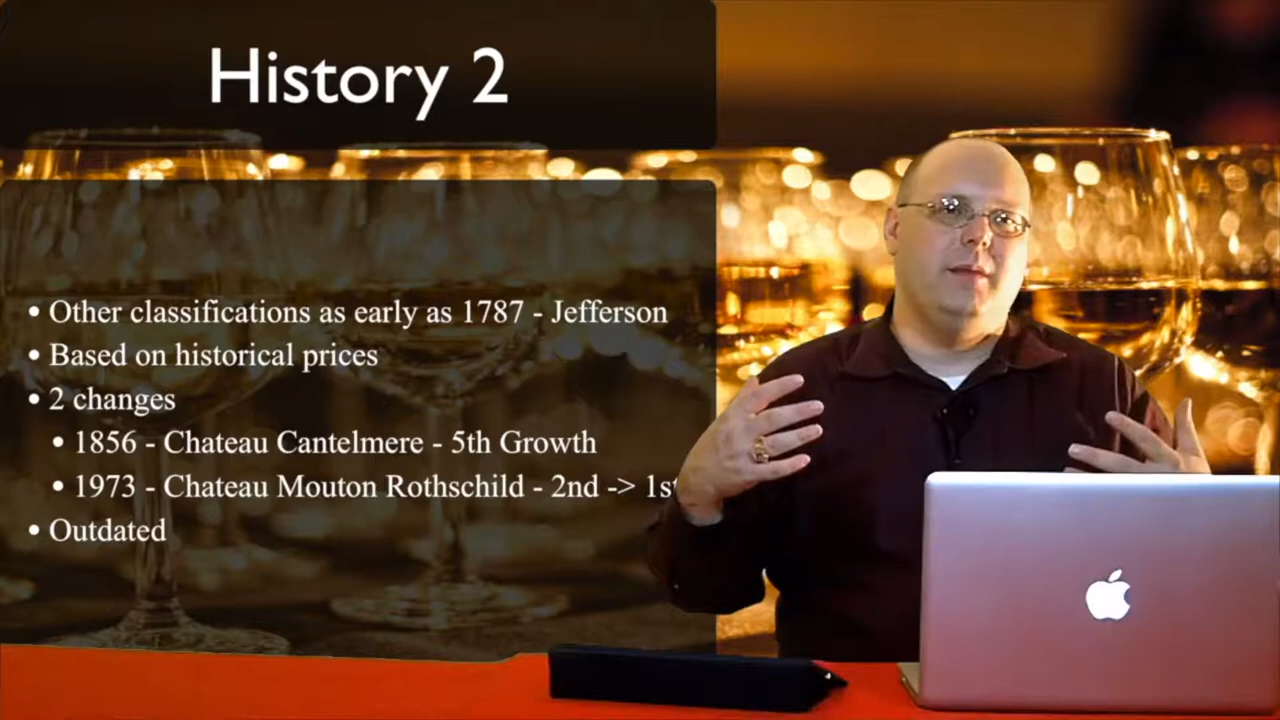 History 2
• Other classifications as early as 1787 - Jefferson
• Based on historical prices
• 2 changes
• 1856 - Chateau Cantelmere - 5th Growth
• 1973 - Chateau Mouton Rothschild - 2nd -> 1st
• Outdated